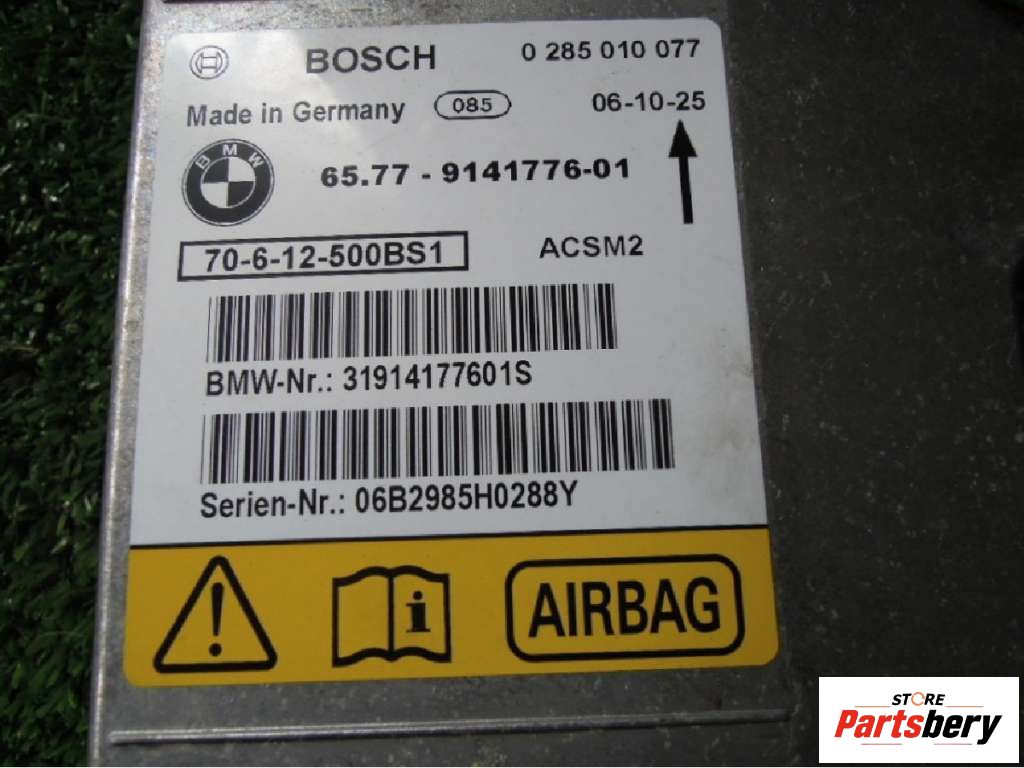 BOSCH 0 285 010 077
Made in Germany 085 06-10-25
BMW
65.77 - 9141776-01
70-6-12-500BS1 ACSM2
BMW-Nr.: 31914177601S
Serien-Nr.: 06B2985H0288Y
! i AIRBAG
STORE
Partsbery